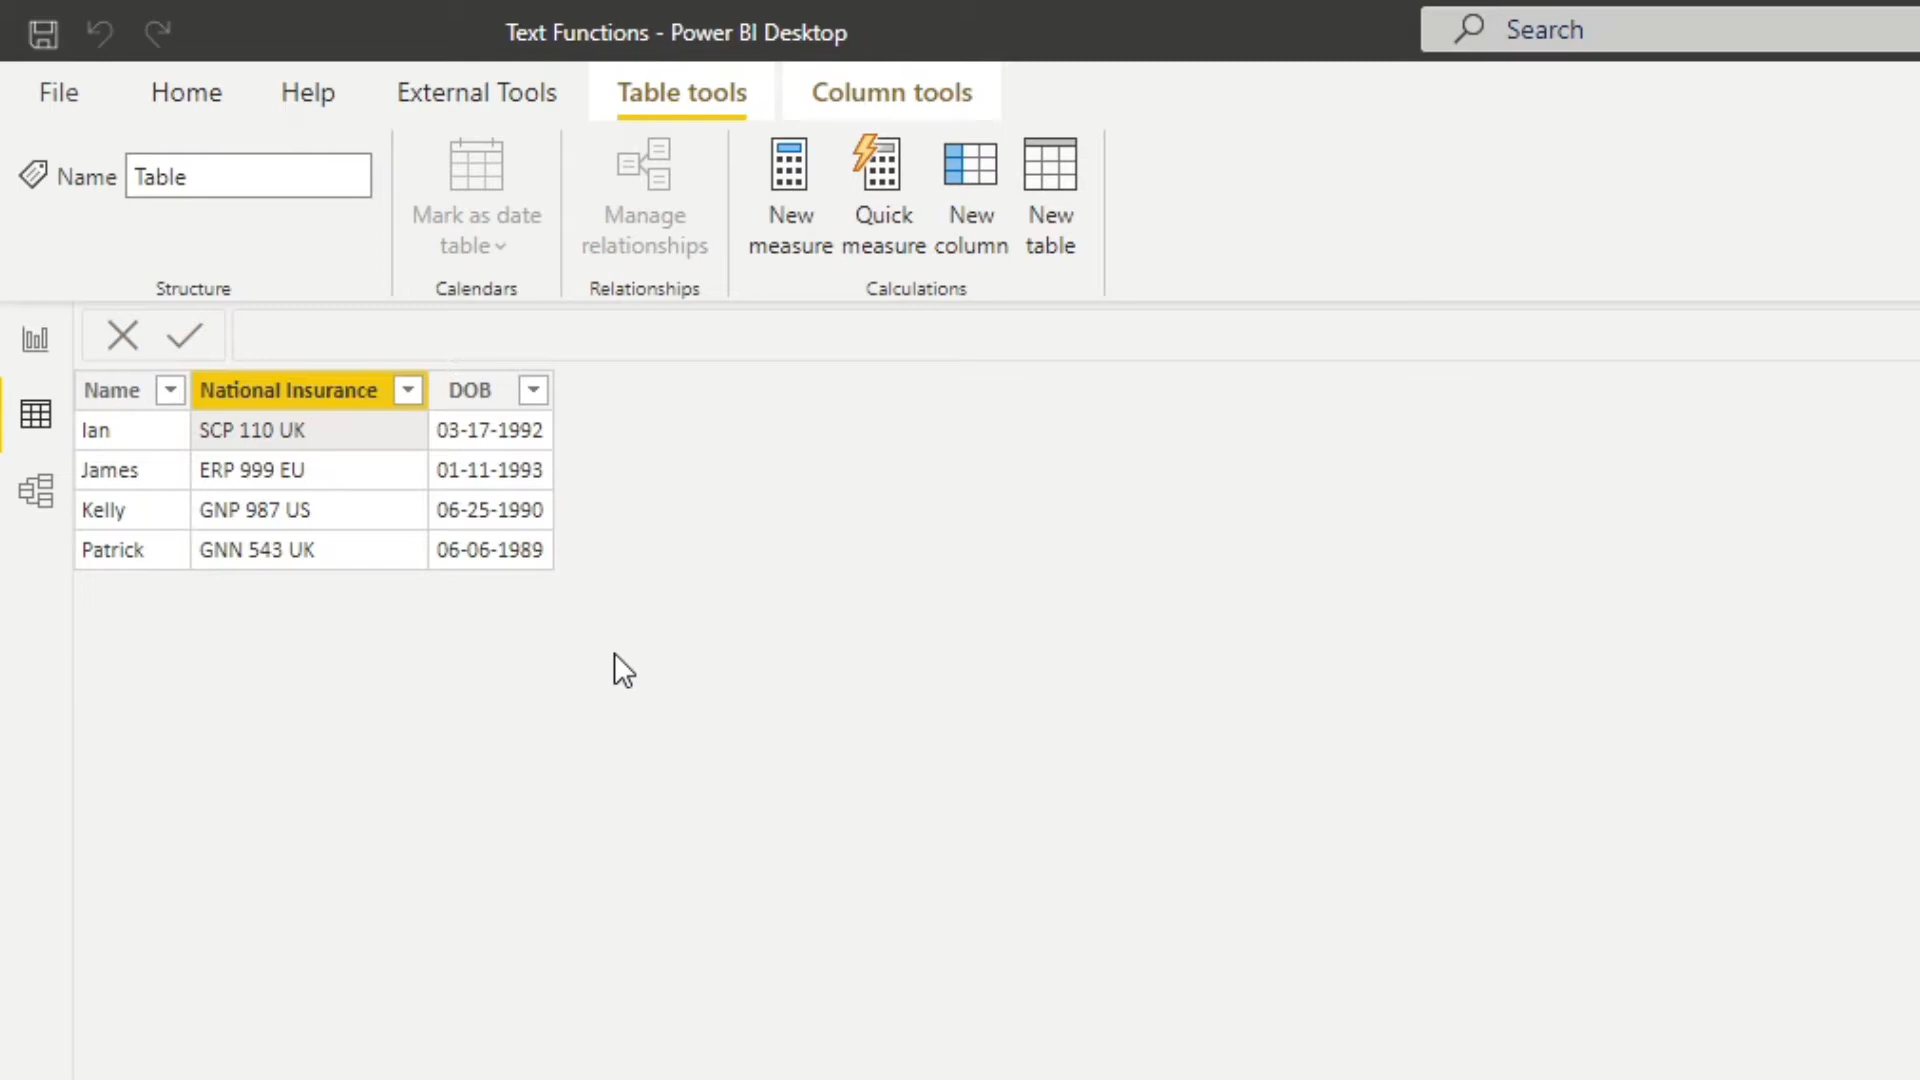 Text Functions - Power BI Desktop
Search
File Home Help External Tools Table tools Column tools
Name Table
Mark as date table
Manage relationships
New measure
Quick measure
New column
New table
Structure Calendars Relationships Calculations
Name National Insurance DOB
Ian SCP 110 UK 03-17-1992
James ERP 999 EU 01-11-1993
Kelly GNP 987 US 06-25-1990
Patrick GNN 543 UK 06-06-1989